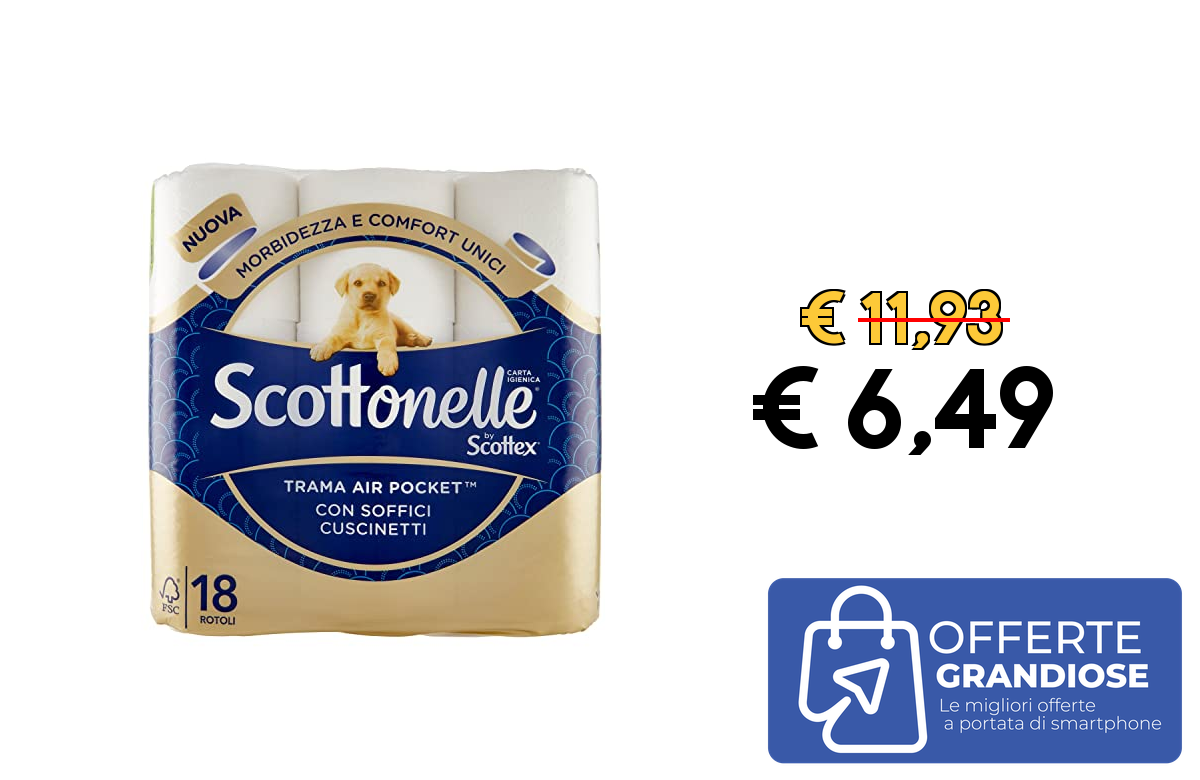 NUOVA
MORBIDEZZA E COMFORT UNICI
Scottonelle
CARTA
IGIENICA
®
by
Scottex®
TRAMA AIR POCKET™
CON SOFFICI
CUSCINETTI
FSC
18
ROTOLI
€ 11,93
€ 6,49
OFFERTE
GRANDIOSE
Le migliori offerte
a portata di smartphone